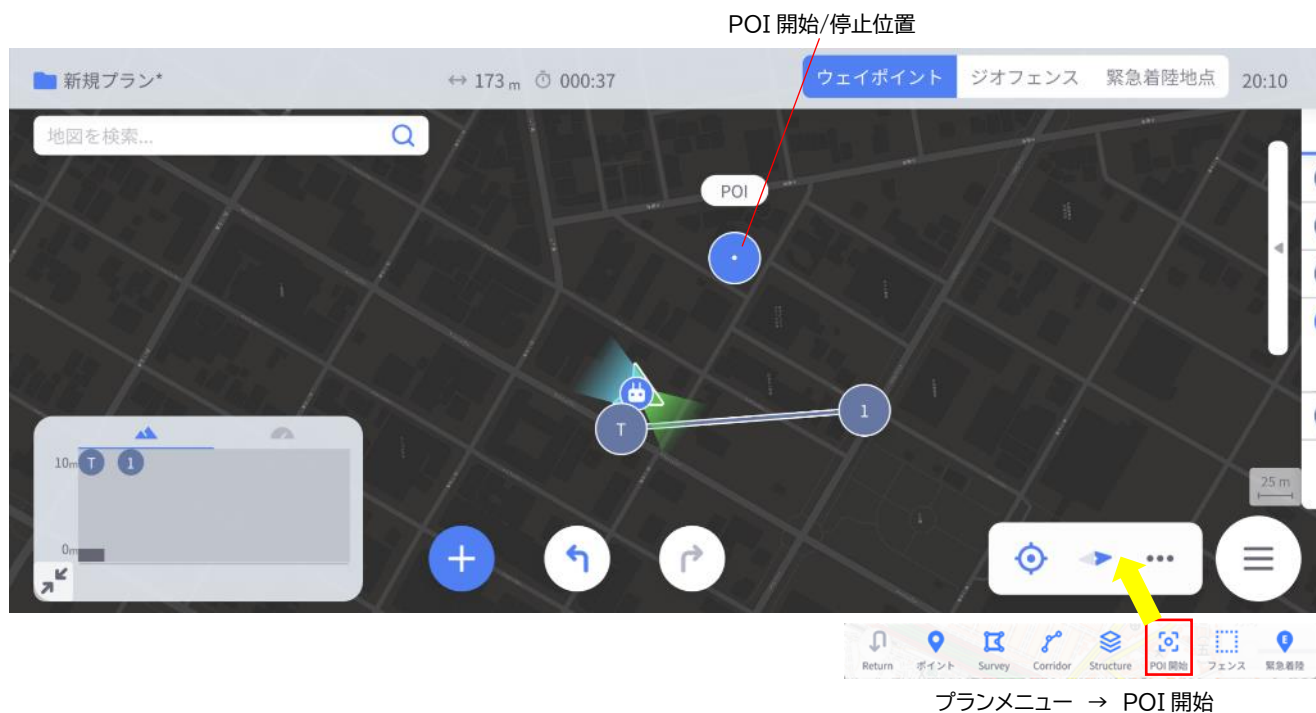 POI 開始/停止位置
新規プラン*
↔ 173 m
000:37
ウェイポイント
ジオフェンス
緊急着陸地点
20:10
地図を検索...
POI
T
1
10m
T
1
0m
25 m
Return
ポイント
Survey
Corridor
Structure
POI 開始
フェンス
E
緊急着陸
プランメニュー → POI 開始